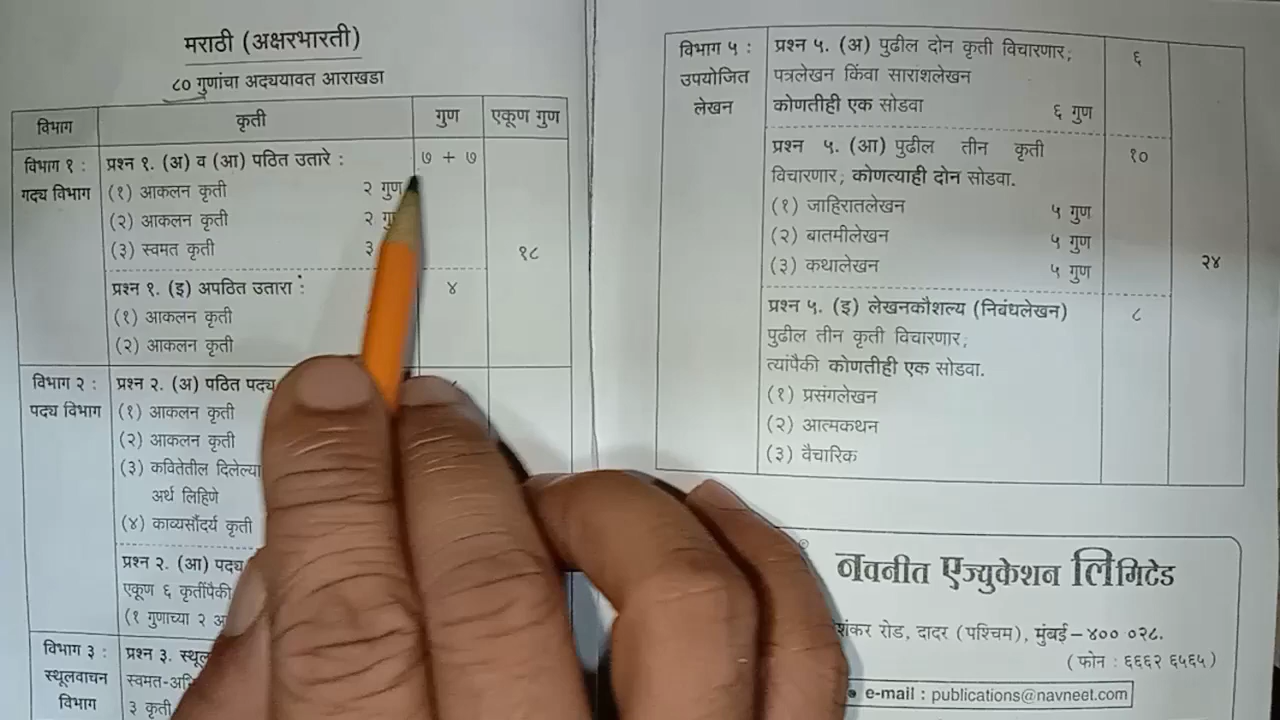 मराठी (अक्षरभारती)
८० गुणांचा अद्ययावत आराखडा
विभाग कृती गुण एकूण गुण
विभाग १ : प्रश्न १. (अ) व (आ) पठित उतारे : ७ + ७
गद्य विभाग (१) आकलन कृती २ गुण
(२) आकलन कृती २
(३) स्वमत कृती ३ १८
प्रश्न १. (इ) अपठित उतारा : ४
(१) आकलन कृती
(२) आकलन कृती
विभाग २ : प्रश्न २. (अ) पठित पद्य
पद्य विभाग (१) आकलन कृती
(२) आकलन कृती
(३) कवितेतील दिलेल्या
अर्थ लिहिणे
(४) काव्यसौंदर्य कृती
प्रश्न २. (आ) पद्य
एकूण ६ कृतींपैकी
(१ गुणाच्या २
विभाग ३ : प्रश्न ३.
स्थूलवाचन
विभाग ३ कृती
विभाग ५ : प्रश्न ५. (अ) पुढील दोन कृती विचारणार; ६
उपयोजित पत्रलेखन किंवा सारांशलेखन
लेखन कोणतीही एक सोडवा ६ गुण
प्रश्न ५. (आ) पुढील तीन कृती १०
विचारणार; कोणत्याही दोन सोडवा.
(१) जाहिरातलेखन ५ गुण
(२) बातमीलेखन ५ गुण
(३) कथालेखन ५ गुण २४
प्रश्न ५. (इ) लेखनकौशल्य (निबंधलेखन) ८
पुढील तीन कृती विचारणार;
त्यांपैकी कोणतीही एक सोडवा.
(१) प्रसंगलेखन
(२) आत्मकथन
(३) वैचारिक
नवनीत एज्युकेशन लिमिटेड
रोड, दादर (पश्चिम), मुंबई – ४०० ०२८.
(फोन : ६६६२ ६५६५)
• e-mail : publications@navneet.com